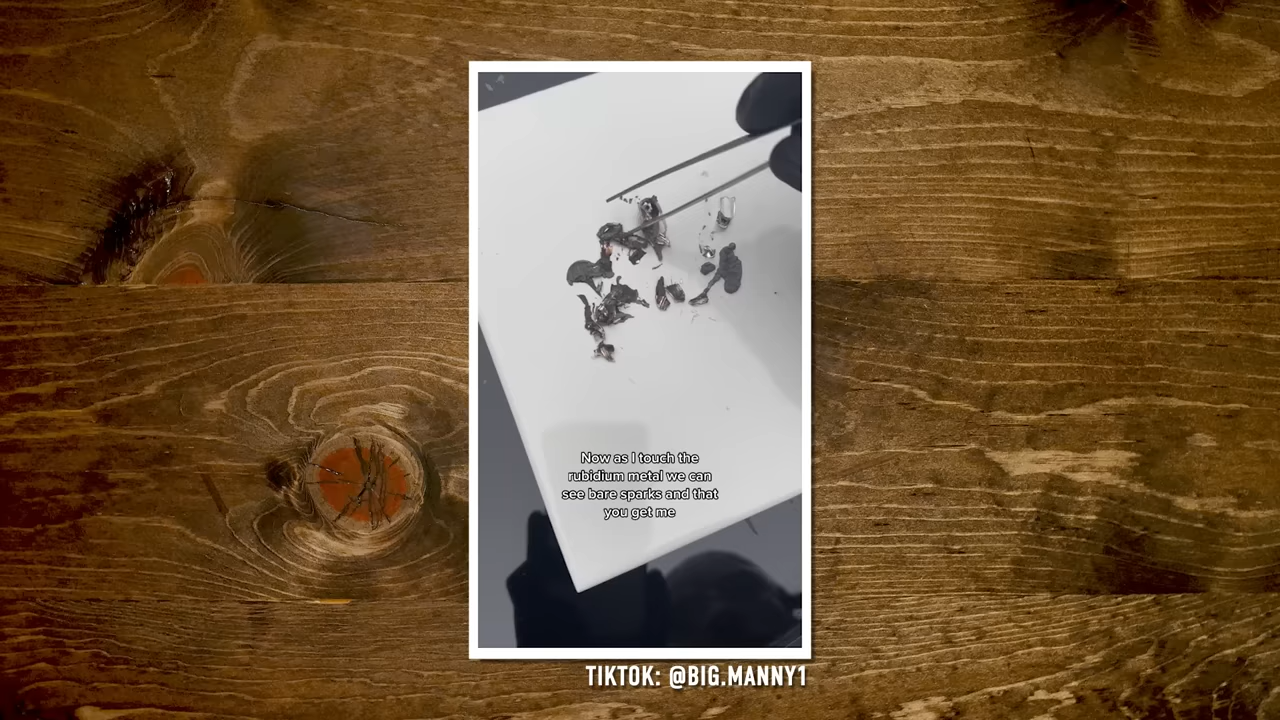 Now as I touch the
rubidium metal we can
see bare sparks and that
you get me
TIKTOK: @BIG.MANNY1